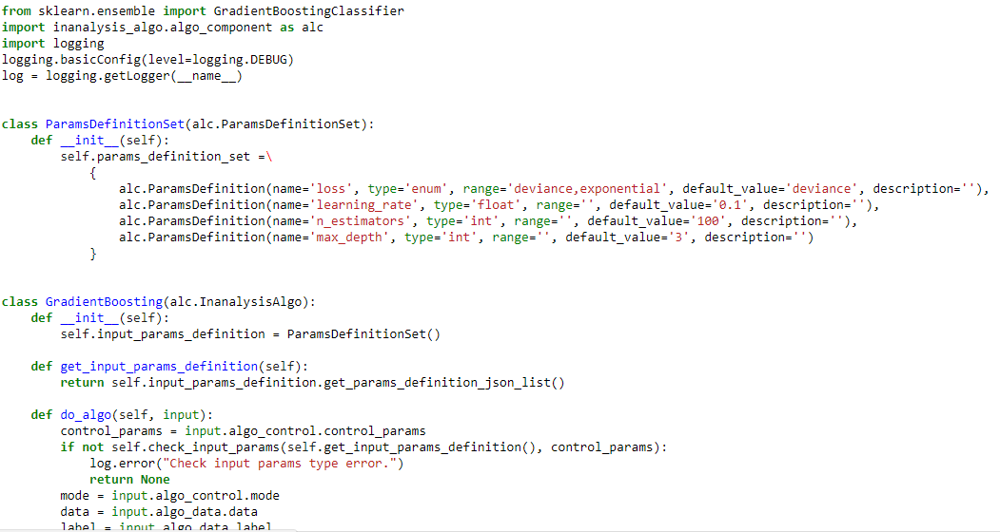 from sklearn.ensemble import GradientBoostingClassifier
import inanalysis_algo.algo_component as alc
import logging
logging.basicConfig(level=logging.DEBUG)
log = logging.getLogger(__name__)
class ParamsDefinitionSet(alc.ParamsDefinitionSet):
    def __init__(self):
        self.params_definition_set =\
            {
                alc.ParamsDefinition(name='loss', type='enum', range='deviance,exponential', default_value='deviance', description=''),
                alc.ParamsDefinition(name='learning_rate', type='float', range='', default_value='0.1', description=''),
                alc.ParamsDefinition(name='n_estimators', type='int', range='', default_value='100', description=''),
                alc.ParamsDefinition(name='max_depth', type='int', range='', default_value='3', description='')
            }
class GradientBoosting(alc.InanalysisAlgo):
    def __init__(self):
        self.input_params_definition = ParamsDefinitionSet()
    def get_input_params_definition(self):
        return self.input_params_definition.get_params_definition_json_list()
    def do_algo(self, input):
        control_params = input.algo_control.control_params
        if not self.check_input_params(self.get_input_params_definition(), control_params):
            log.error("Check input params type error.")
            return None
        mode = input.algo_control.mode
        data = input.algo_data.data
        label = input.algo_data.label